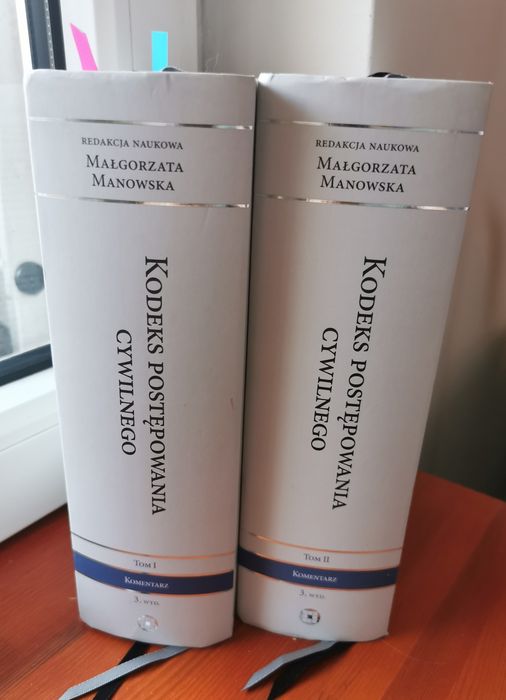 REDAKCJA NAUKOWA
MAŁGORZATA
MANOWSKA
KODEKS POSTĘPOWANIA
CYWILNEGO
TOM I
KOMENTARZ
3. WYD.
REDAKCJA NAUKOWA
MAŁGORZATA
MANOWSKA
KODEKS POSTĘPOWANIA
CYWILNEGO
TOM II
KOMENTARZ
3. WYD.